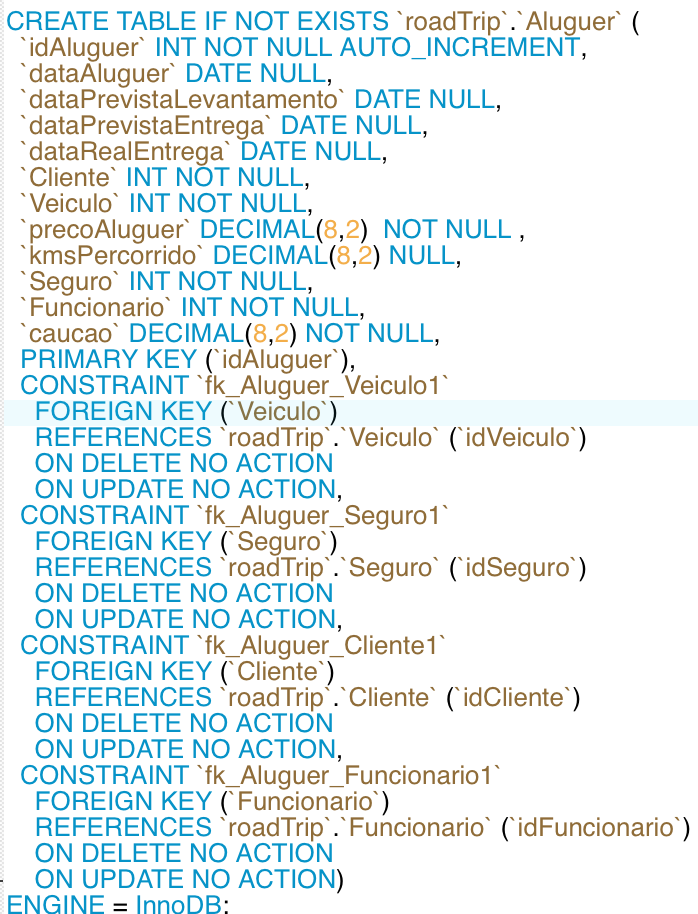 CREATE TABLE IF NOT EXISTS `roadTrip`.`Aluguer` (
`idAluguer` INT NOT NULL AUTO_INCREMENT,
`dataAluguer` DATE NULL,
`dataPrevistaLevantamento` DATE NULL,
`dataPrevistaEntrega` DATE NULL,
`dataRealEntrega` DATE NULL,
`Cliente` INT NOT NULL,
`Veiculo` INT NOT NULL,
`precoAluguer` DECIMAL(8,2)  NOT NULL ,
`kmsPercorrido` DECIMAL(8,2) NULL,
`Seguro` INT NOT NULL,
`Funcionario` INT NOT NULL,
`caucao` DECIMAL(8,2) NOT NULL,
PRIMARY KEY (`idAluguer`),
CONSTRAINT `fk_Aluguer_Veiculo1`
FOREIGN KEY (`Veiculo`)
REFERENCES `roadTrip`.`Veiculo` (`idVeiculo`)
ON DELETE NO ACTION
ON UPDATE NO ACTION,
CONSTRAINT `fk_Aluguer_Seguro1`
FOREIGN KEY (`Seguro`)
REFERENCES `roadTrip`.`Seguro` (`idSeguro`)
ON DELETE NO ACTION
ON UPDATE NO ACTION,
CONSTRAINT `fk_Aluguer_Cliente1`
FOREIGN KEY (`Cliente`)
REFERENCES `roadTrip`.`Cliente` (`idCliente`)
ON DELETE NO ACTION
ON UPDATE NO ACTION,
CONSTRAINT `fk_Aluguer_Funcionario1`
FOREIGN KEY (`Funcionario`)
REFERENCES `roadTrip`.`Funcionario` (`idFuncionario`)
ON DELETE NO ACTION
ON UPDATE NO ACTION)
ENGINE = InnoDB;